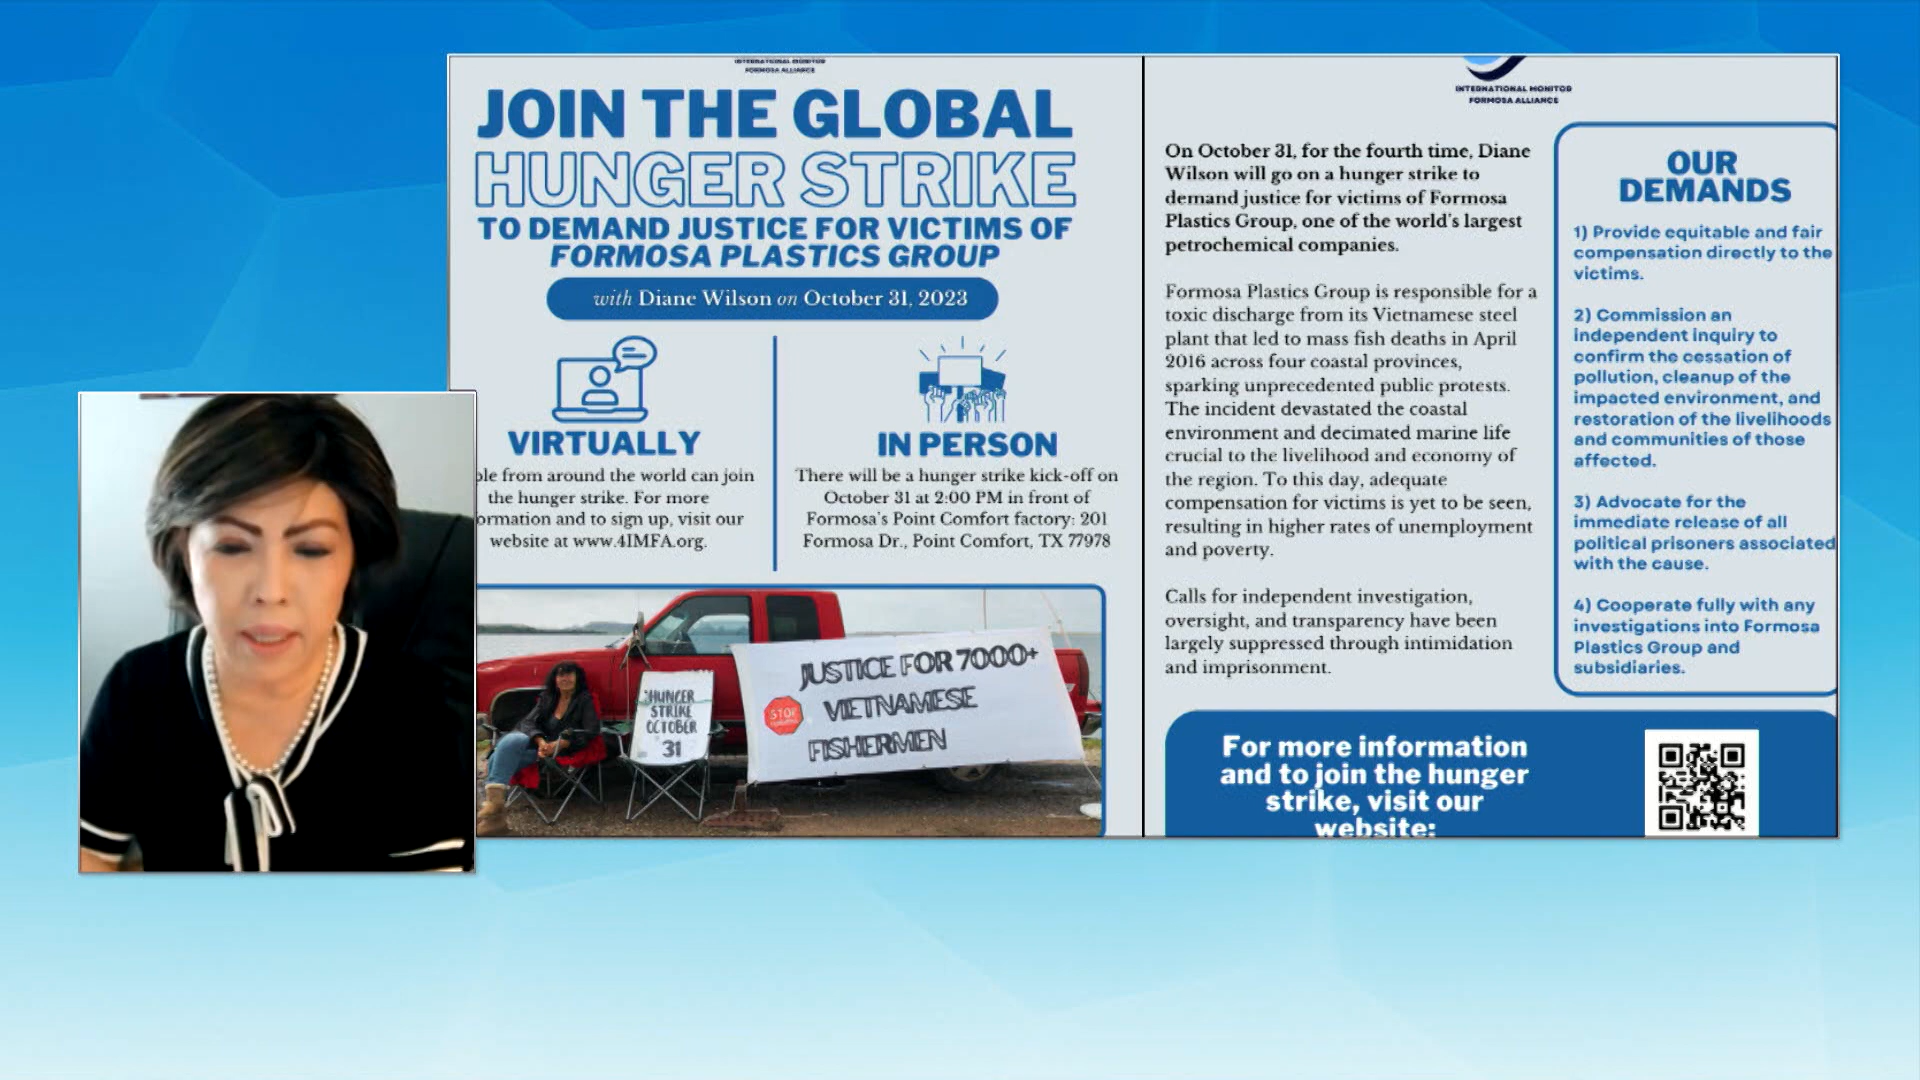 INTERNATIONAL MONITOR
FORMOSA ALLIANCE
JOIN THE GLOBAL
HUNGER STRIKE
TO DEMAND JUSTICE FOR VICTIMS OF
FORMOSA PLASTICS GROUP
with Diane Wilson on October 31, 2023
VIRTUALLY
ple from around the world can join
the hunger strike. For more
ormation and to sign up, visit our
website at www.4IMFA.org.
IN PERSON
There will be a hunger strike kick-off on
October 31 at 2:00 PM in front of
Formosa's Point Comfort factory: 201
Formosa Dr., Point Comfort, TX 77978
HUNGER
STRIKE
OCTOBER
31
JUSTICE FOR 7000+
STOP
VIETNAMESE
FISHERMEN
INTERNATIONAL MONITOR
FORMOSA ALLIANCE
On October 31, for the fourth time, Diane
Wilson will go on a hunger strike to
demand justice for victims of Formosa
Plastics Group, one of the world's largest
petrochemical companies.
Formosa Plastics Group is responsible for a
toxic discharge from its Vietnamese steel
plant that led to mass fish deaths in April
2016 across four coastal provinces,
sparking unprecedented public protests.
The incident devastated the coastal
environment and decimated marine life
crucial to the livelihood and economy of
the region. To this day, adequate
compensation for victims is yet to be seen,
resulting in higher rates of unemployment
and poverty.
Calls for independent investigation,
oversight, and transparency have been
largely suppressed through intimidation
and imprisonment.
OUR
DEMANDS
1) Provide equitable and fair
compensation directly to the
victims.
2) Commission an
independent inquiry to
confirm the cessation of
pollution, cleanup of the
impacted environment, and
restoration of the livelihoods
and communities of those
affected.
3) Advocate for the
immediate release of all
political prisoners associated
with the cause.
4) Cooperate fully with any
investigations into Formosa
Plastics Group and
subsidiaries.
For more information
and to join the hunger
strike, visit our
website: